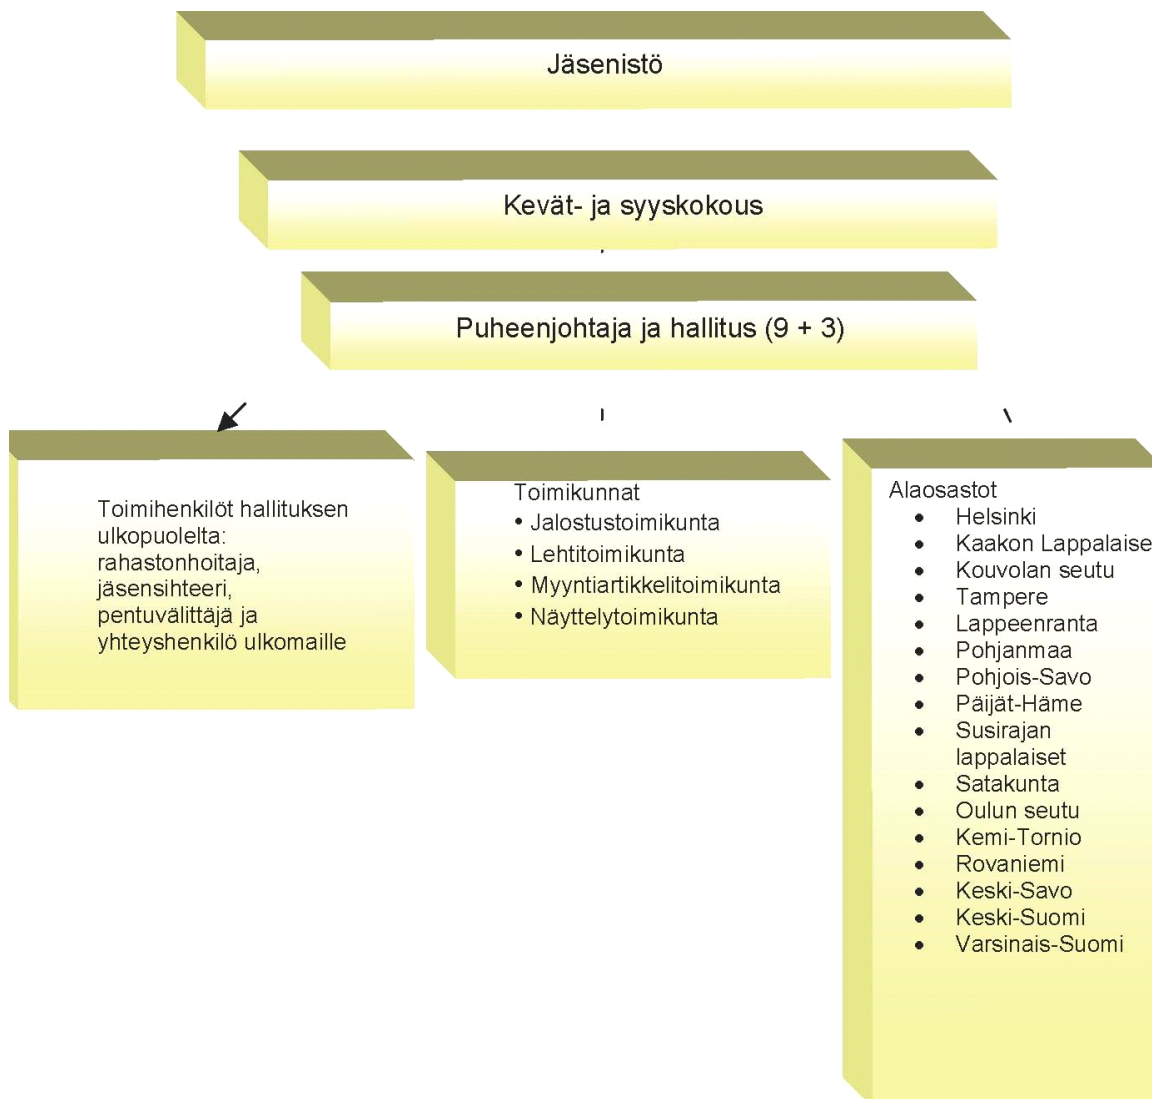 Jäsenistö
Kevät- ja syyskokous
Puheenjohtaja ja hallitus (9 + 3)
Toimihenkilöt hallituksen
ulkopuolelta:
rahastonhoitaja,
jäsensihteeri,
pentuvälittäjä ja
yhteyshenkilö ulkomaille
Toimikunnat
• Jalostustoimikunta
• Lehtitoimikunta
• Myyntiartikkelitoimikunta
• Näyttelytoimikunta
Alaosastot
• Helsinki
• Kaakon Lappalaise
• Kouvolan seutu
• Tampere
• Lappeenranta
• Pohjanmaa
• Pohjois-Savo
• Päijät-Häme
• Susirajan
lappalaiset
• Satakunta
• Oulun seutu
• Kemi-Tornio
• Rovaniemi
• Keski-Savo
• Keski-Suomi
• Varsinais-Suomi